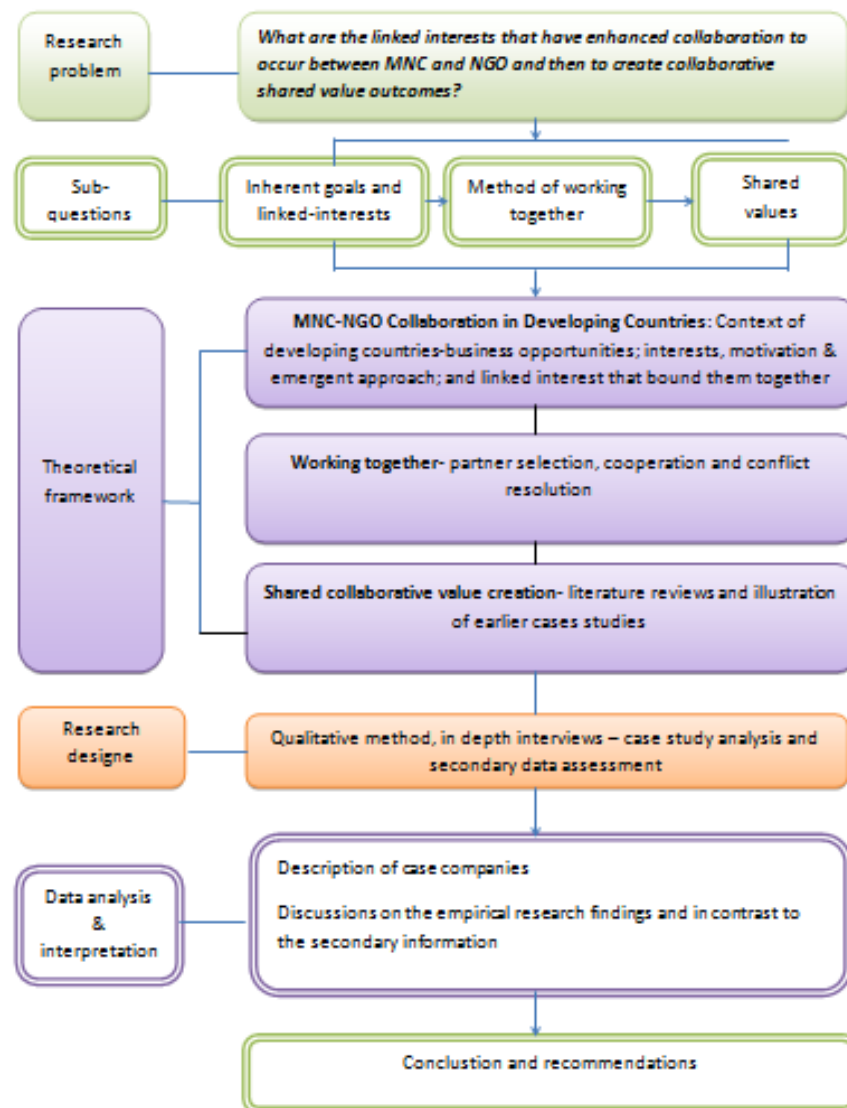 Research
problem
What are the linked interests that have enhanced collaboration to
occur between MNC and NGO and then to create collaborative
shared value outcomes?
Sub-
questions
Inherent goals and
linked-interests
Method of working
together
Shared
values
Theoretical
framework
MNC-NGO Collaboration in Developing Countries: Context of
developing countries-business opportunities; interests, motivation &
emergent approach; and linked interest that bound them together
Working together- partner selection, cooperation and conflict
resolution
Shared collaborative value creation- literature reviews and illustration
of earlier cases studies
Research
designe
Qualitative method, in depth interviews – case study analysis and
secondary data assessment
Data analysis
&
interpretation
Description of case companies
Discussions on the empirical research findings and in contrast to
the secondary information
Conclustion and recommendations